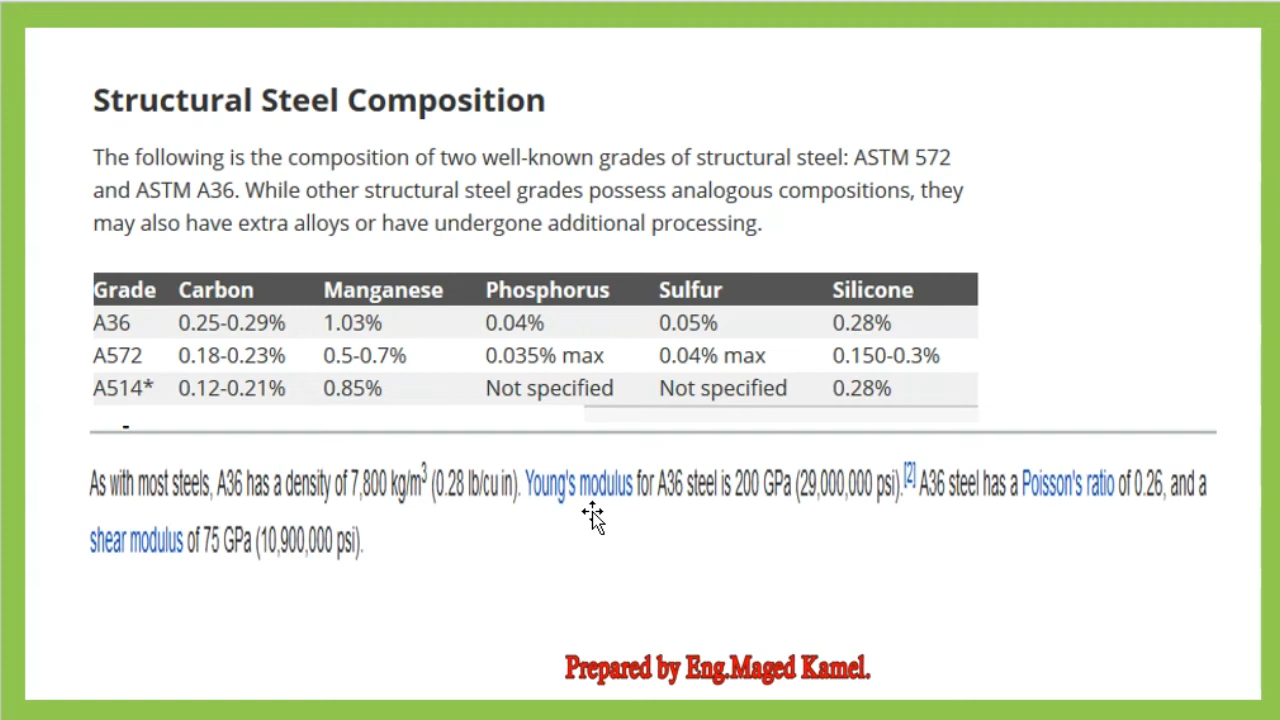 Structural Steel Composition
The following is the composition of two well-known grades of structural steel: ASTM 572
and ASTM A36. While other structural steel grades possess analogous compositions, they
may also have extra alloys or have undergone additional processing.
Grade Carbon Manganese Phosphorus Sulfur Silicone
A36 0.25-0.29% 1.03% 0.04% 0.05% 0.28%
A572 0.18-0.23% 0.5-0.7% 0.035% max 0.04% max 0.150-0.3%
A514* 0.12-0.21% 0.85% Not specified Not specified 0.28%
-
As with most steels, A36 has a density of 7,800 kg/m³ (0.28 lb/cu in). Young's modulus for A36 steel is 200 GPa (29,000,000 psi).[2] A36 steel has a Poisson's ratio of 0.26, and a
shear modulus of 75 GPa (10,900,000 psi).
Prepared by Eng.Maged Kamel.